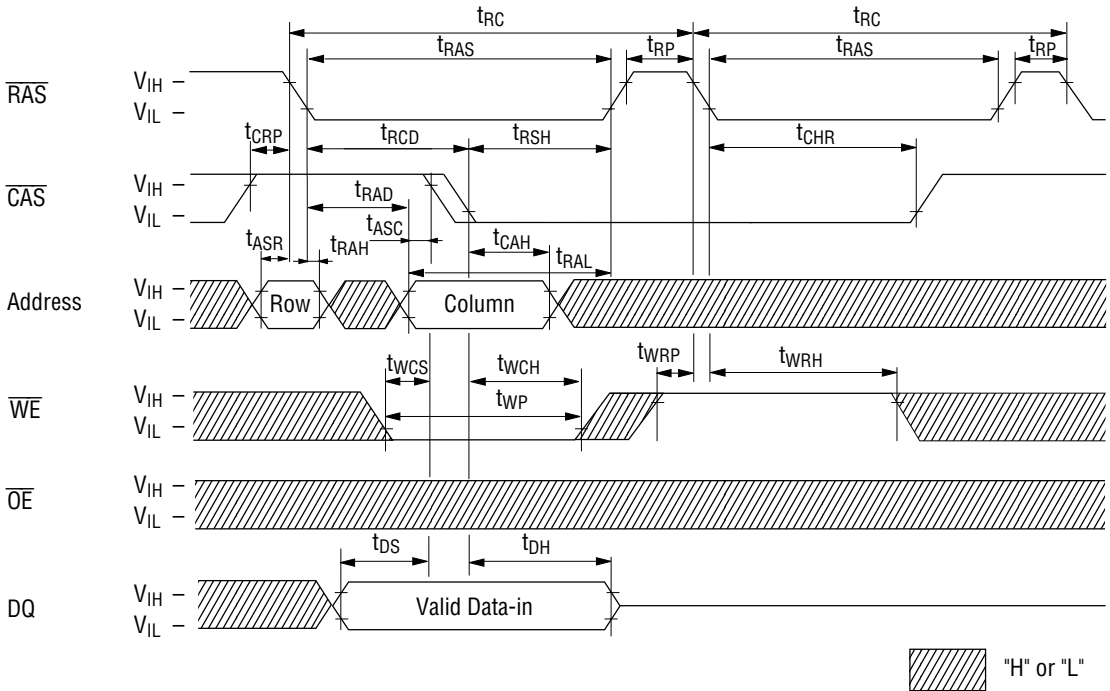 tRC tRC
tRAS tRP tRAS tRP
RAS VIH VIL
tCRP tRCD tRSH tCHR
CAS VIH VIL
tRAD
tASC
tASR tRAH tCAH
tRAL
Address VIH VIL Row Column
tWCS tWCH tWRP tWRH
tWP
WE VIH VIL
OE VIH VIL
tDS tDH
DQ VIH VIL Valid Data-in
"H" or "L"